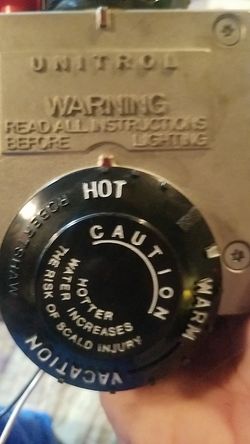 UNITROL
WARNING
READ ALL INSTRUCTIONS
BEFORE LIGHTING
HOT
WARM
VACATION
ROBERTSHAW
CAUTION
HOTTER
WATER INCREASES
THE RISK OF SCALD INJURY